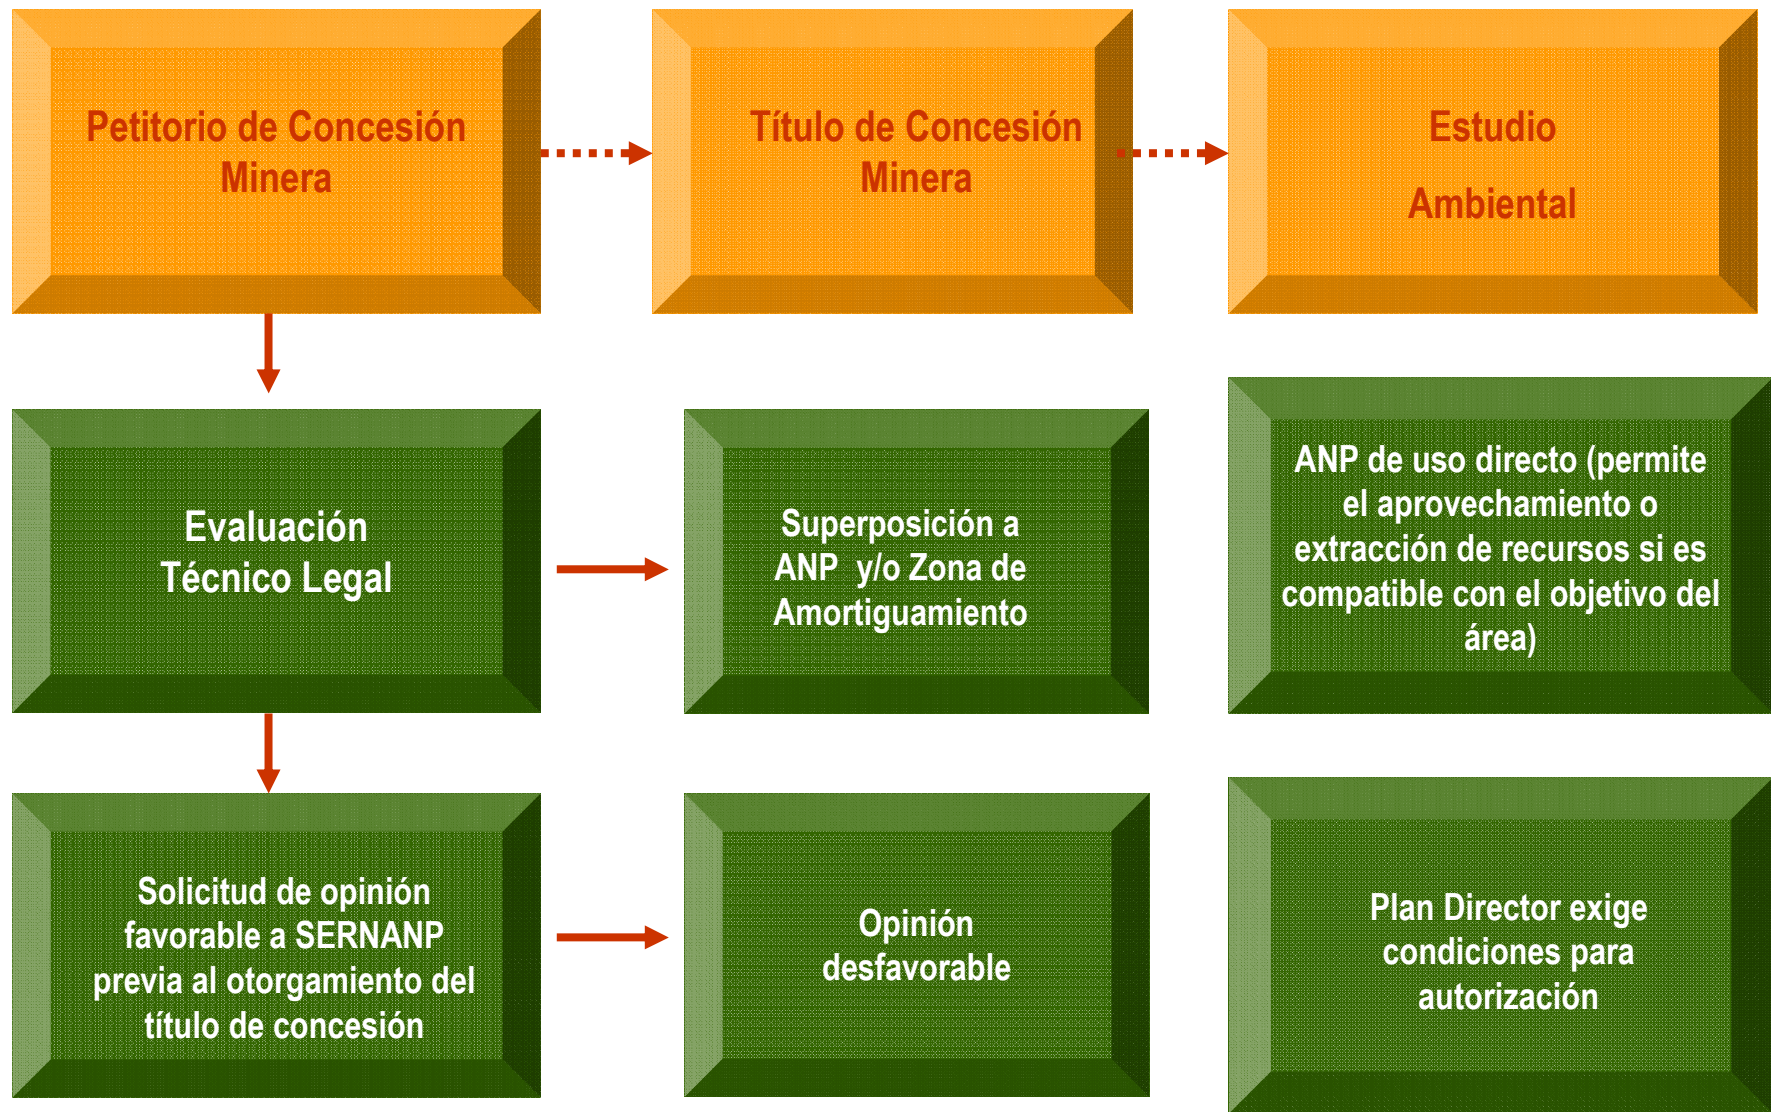 Petitorio de Concesión
Minera
Título de Concesión
Minera
Estudio
Ambiental
Evaluación
Técnico Legal
Superposición a
ANP y/o Zona de
Amortiguamiento
ANP de uso directo (permite
el aprovechamiento o
extracción de recursos si es
compatible con el objetivo del
área)
Solicitud de opinión
favorable a SERNANP
previa al otorgamiento del
título de concesión
Opinión
desfavorable
Plan Director exige
condiciones para
autorización